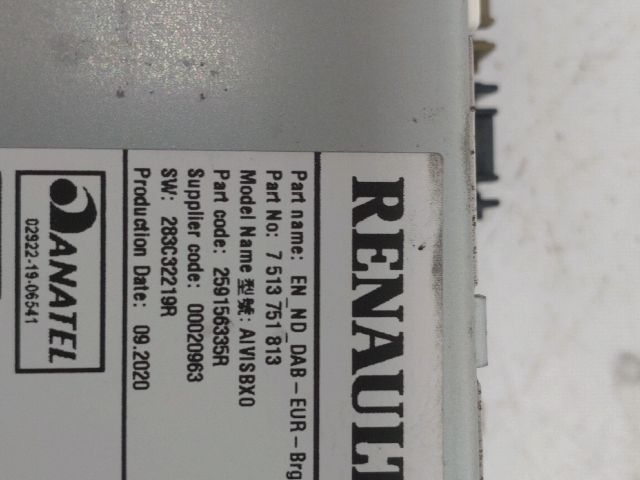 RENAULT
Part name: EN_ND_DAB-EUR-Brg
Part No: 7 513 751 813
Model Name 型號: AIVISBX0
Part code: 259156335R
Supplier code: 00020963
SW: 283C32219R
Production Date: 09.2020
ANATEL
02922-19-06541